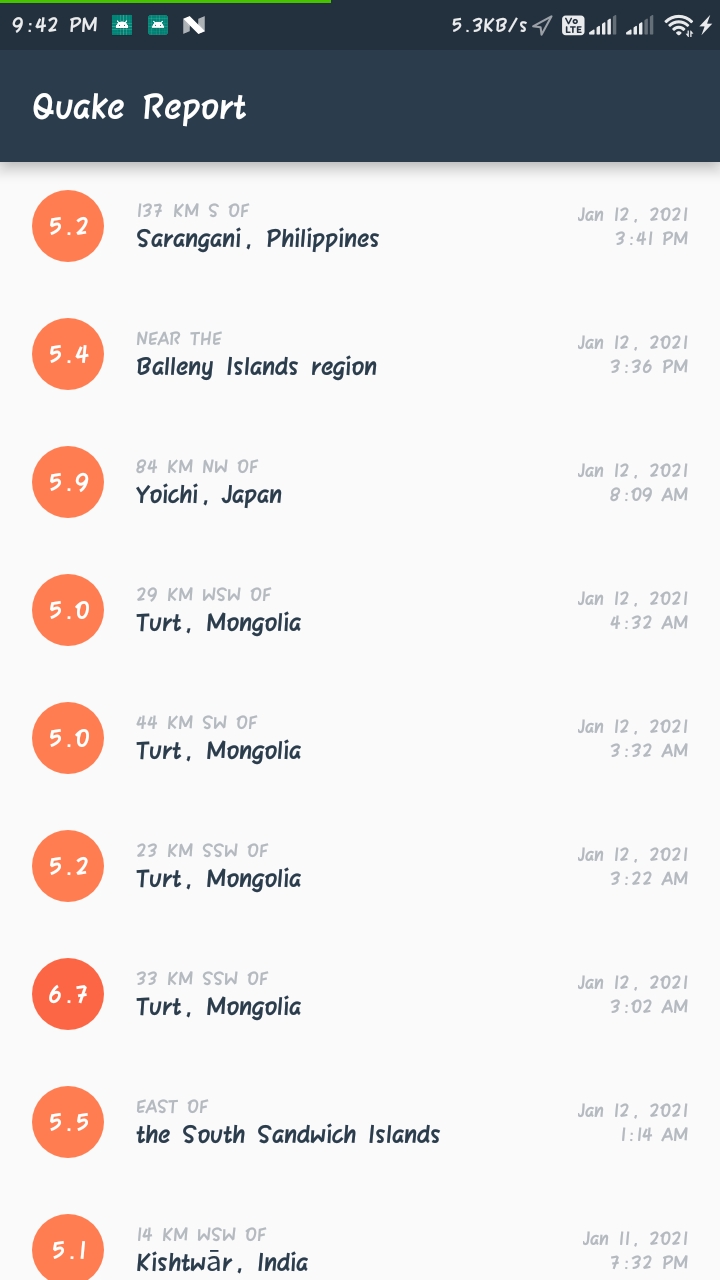 9:42 PM 5.3KB/s Vo LTE
Quake Report
5.2
137 KM S OF
Sarangani, Philippines
Jan 12, 2021
3:41 PM
5.4
NEAR THE
Balleny Islands region
Jan 12, 2021
3:36 PM
5.9
84 KM NW OF
Yoichi, Japan
Jan 12, 2021
8:09 AM
5.0
29 KM WSW OF
Turt, Mongolia
Jan 12, 2021
4:32 AM
5.0
44 KM SW OF
Turt, Mongolia
Jan 12, 2021
3:32 AM
5.2
23 KM SSW OF
Turt, Mongolia
Jan 12, 2021
3:22 AM
6.7
33 KM SSW OF
Turt, Mongolia
Jan 12, 2021
3:02 AM
5.5
EAST OF
the South Sandwich Islands
Jan 12, 2021
1:14 AM
5.1
14 KM WSW OF
Kishtwār, India
Jan 11, 2021
7:32 PM